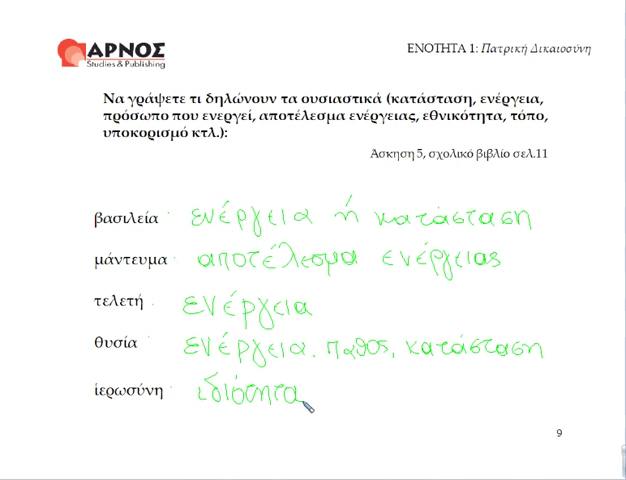 ΑΡΝΟΣ
Studies & Publishing
ΕΝΟΤΗΤΑ 1: Πατρική Δικαιοσύνη
Να γράψετε τι δηλώνουν τα ουσιαστικά (κατάσταση, ενέργεια,
πρόσωπο που ενεργεί, αποτέλεσμα ενέργειας, εθνικότητα, τόπο,
υποκορισμό κτλ.):
Άσκηση 5, σχολικό βιβλίο σελ.11
βασιλεία ενέργεια ή κατάσταση
μάντευμα αποτέλεσμα ενέργειας
τελετή ενέργεια
θυσία ενέργεια, παθος, κατάσταση
ἱερωσύνη ιδιότητα
9